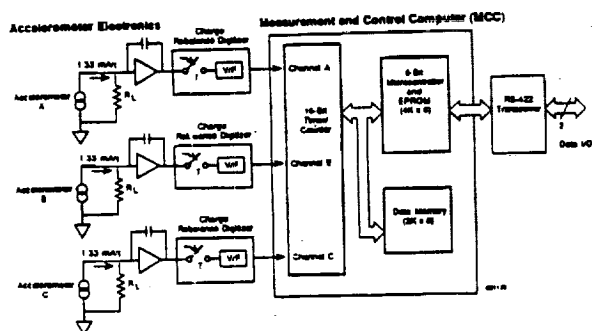 Accelerometer Electronics
Measurement and Control Computer (MCC)
Charge
Rebalance Digitizer
1.33 mA/g
V/F
T
RL
Accelerometer
A
Channel A
16-Bit
Timer/
Counter
8-Bit
Microcontroller
and
EPROM
(4K x 8)
RS-422
Transceiver
2
Data I/O
Charge
Rebalance Digitizer
1.33 mA/g
V/F
T
RL
Accelerometer
B
Channel B
Data Memory
(2K x 8)
Charge
Rebalance Digitizer
1.33 mA/g
V/F
T
RL
Accelerometer
C
Channel C